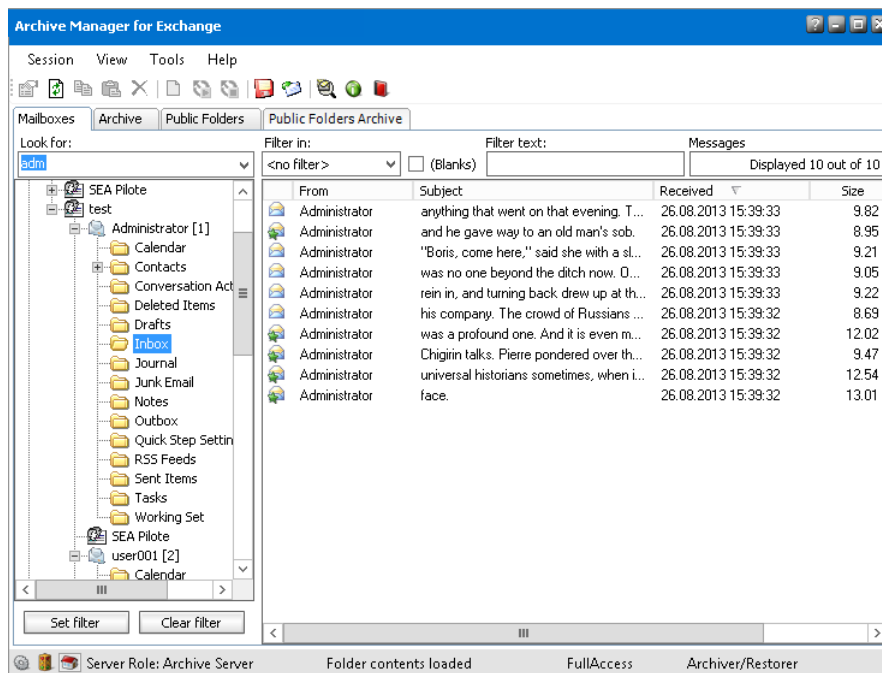 Archive Manager for Exchange
Session View Tools Help
Mailboxes Archive Public Folders Public Folders Archive
Look for: Filter in: Filter text: Messages
adm <no filter> (Blanks) Displayed 10 out of 10
From Subject Received Size
SEA Pilote
test
Administrator [1]
Calendar
Contacts
Conversation Act
Deleted Items
Drafts
Inbox
Journal
Junk Email
Notes
Outbox
Quick Step Settin
RSS Feeds
Sent Items
Tasks
Working Set
SEA Pilote
user001 [2]
Calendar
Administrator anything that went on that evening. T... 26.08.2013 15:39:33 9.82
Administrator and he gave way to an old man's sob. 26.08.2013 15:39:33 8.95
Administrator "Boris, come here," said she with a sl... 26.08.2013 15:39:33 9.21
Administrator was no one beyond the ditch now. O... 26.08.2013 15:39:33 9.05
Administrator rein in, and turning back drew up at th... 26.08.2013 15:39:33 9.22
Administrator his company. The crowd of Russians ... 26.08.2013 15:39:32 8.69
Administrator was a profound one. And it is even m... 26.08.2013 15:39:32 12.02
Administrator Chigirin talks. Pierre pondered over th... 26.08.2013 15:39:32 9.47
Administrator universal historians sometimes, when i... 26.08.2013 15:39:32 12.54
Administrator face. 26.08.2013 15:39:32 13.01
Set filter Clear filter
Server Role: Archive Server Folder contents loaded FullAccess Archiver/Restorer